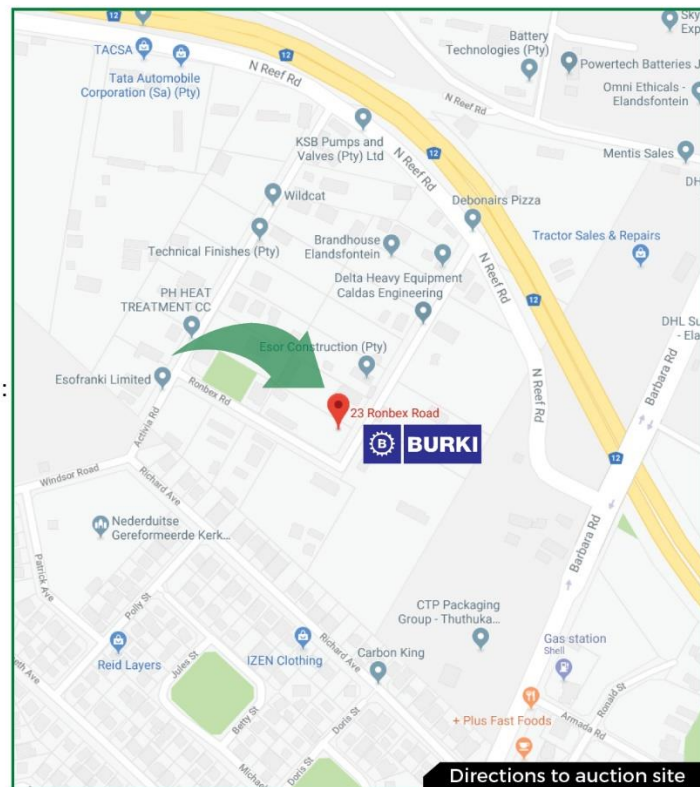 12
TACSA
Tata Automobile
Corporation (Sa) (Pty)
12
N Reef Rd
Battery
Technologies (Pty)
Sky
Exp
Powertech Batteries J
Omni Ethicals -
Elandsfontein
N Reef Rd
KSB Pumps and
Valves (Pty) Ltd
N Reef Rd
12
Mentis Sales
DH
Wildcat
Debonairs Pizza
Technical Finishes (Pty)
Brandhouse
Elandsfontein
Tractor Sales & Repairs
N Reef Rd
Delta Heavy Equipment
Caldas Engineering
12
PH HEAT
TREATMENT CC
DHL Su
- Ela
Esor Construction (Pty)
:
Esofranki Limited
Ronbex Rd
N Reef Rd
Barbara Rd
23 Ronbex Road
Activia Rd
B BURKI
12
Windsor Road
Richard Ave
Nederduitse
Gereformeerde Kerk...
Barbara Rd
Patrick Ave
Polly St
CTP Packaging
Group - Thuthuka...
Gas station
Shell
Reid Layers
Jules St
IZEN Clothing
Richard Ave
Carbon King
Ronald St
eth Ave
Betty St
Doris St
+ Plus Fast Foods
Armada Rd
Michae
Doris St
Directions to auction site